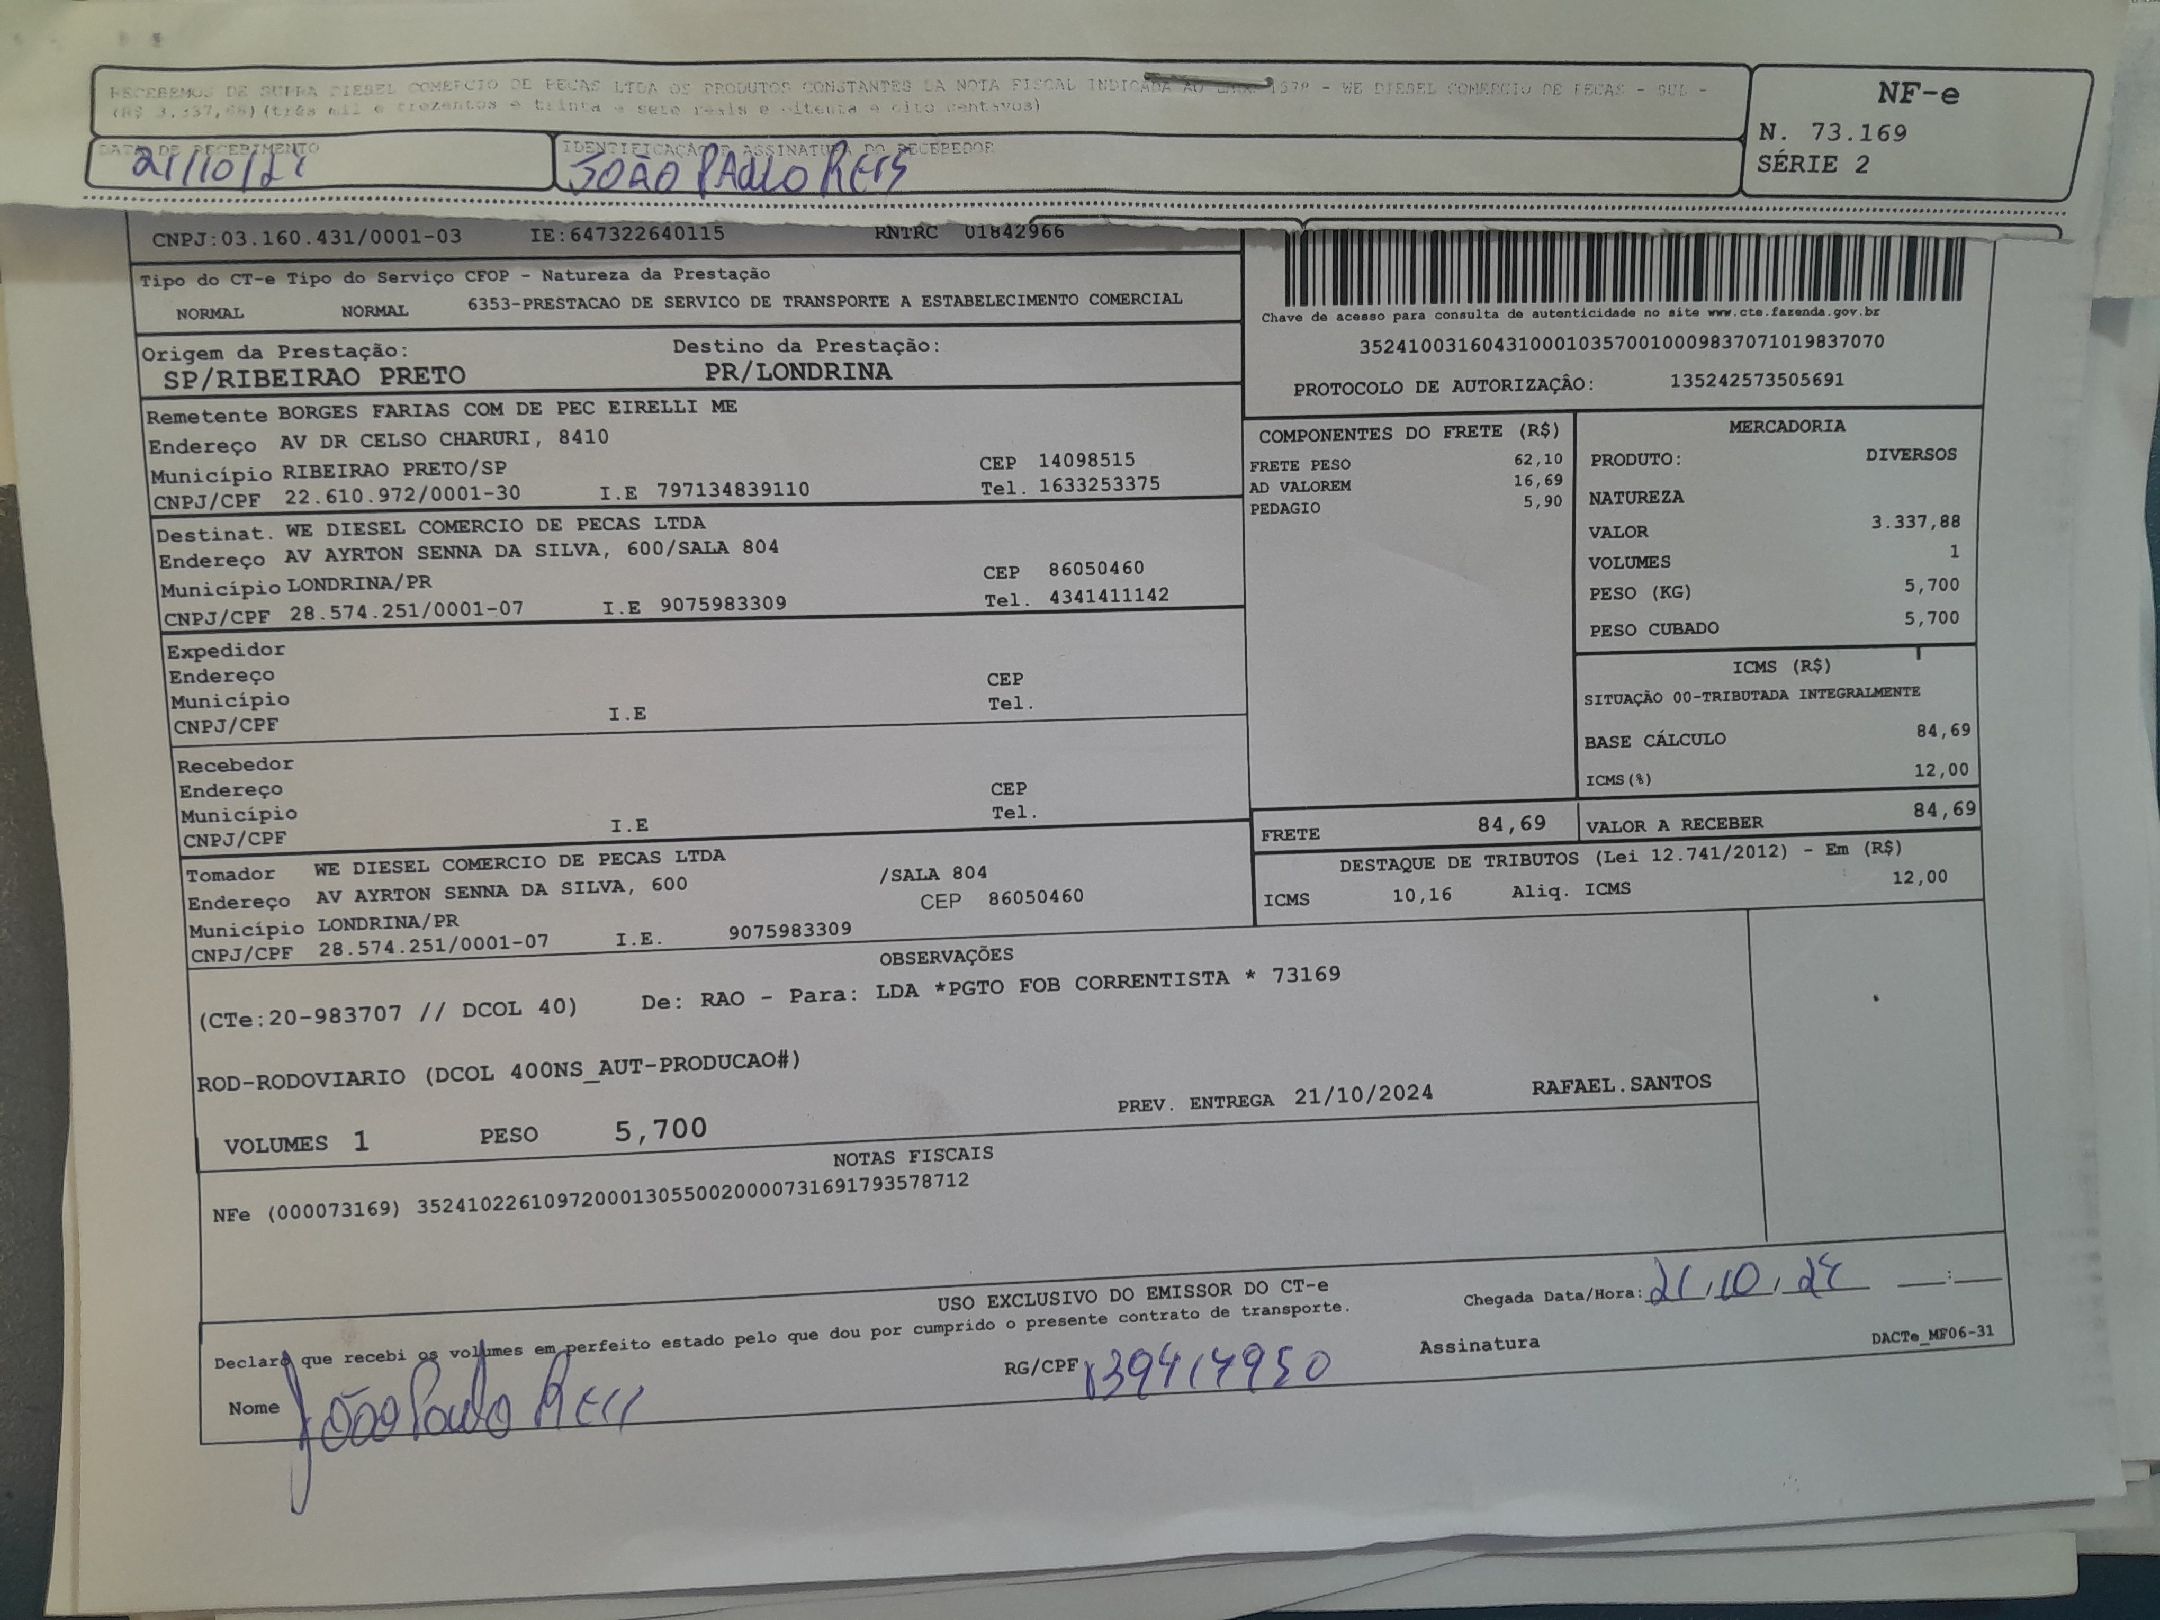 RECEBEMOS DE SUPRA DIESEL COMERCIO DE PECAS LTDA OS PRODUTOS CONSTANTES DA NOTA FISCAL INDICADA AO - WE DIESEL COMERCIO DE PECAS - SUL -
(R$ 3.337,88) (três mil e trezentos e trinta e sete reais e oitenta e oito centavos)
NF-e
N. 73.169
SÉRIE 2
DATA DE RECEBIMENTO
21/10/24
IDENTIFICAÇÃO E ASSINATURA DO RECEBEDOR
JOÃO PAULO REIS
CNPJ:03.160.431/0001-03 IE:647322640115 RNTRC 01842966
Tipo do CT-e Tipo do Serviço CFOP - Natureza da Prestação
NORMAL NORMAL 6353-PRESTACAO DE SERVICO DE TRANSPORTE A ESTABELECIMENTO COMERCIAL
Chave de acesso para consulta de autenticidade no site www.cte.fazenda.gov.br
35241003160431000103570010009837071019837070
PROTOCOLO DE AUTORIZAÇÃO: 135242573505691
Origem da Prestação: Destino da Prestação:
SP/RIBEIRAO PRETO PR/LONDRINA
Remetente BORGES FARIAS COM DE PEC EIRELLI ME
Endereço AV DR CELSO CHARURI, 8410
Município RIBEIRAO PRETO/SP CEP 14098515
CNPJ/CPF 22.610.972/0001-30 I.E 797134839110 Tel. 1633253375
Destinat. WE DIESEL COMERCIO DE PECAS LTDA
Endereço AV AYRTON SENNA DA SILVA, 600/SALA 804
Município LONDRINA/PR CEP 86050460
CNPJ/CPF 28.574.251/0001-07 I.E 9075983309 Tel. 4341411142
Expedidor
Endereço CEP
Município Tel.
CNPJ/CPF I.E
Recebedor
Endereço CEP
Município Tel.
CNPJ/CPF I.E
Tomador WE DIESEL COMERCIO DE PECAS LTDA
Endereço AV AYRTON SENNA DA SILVA, 600 /SALA 804
Município LONDRINA/PR CEP 86050460
CNPJ/CPF 28.574.251/0001-07 I.E. 9075983309
COMPONENTES DO FRETE (R$)
FRETE PESO 62,10
AD VALOREM 16,69
PEDAGIO 5,90
MERCADORIA
PRODUTO: DIVERSOS
NATUREZA
VALOR 3.337,88
VOLUMES 1
PESO (KG) 5,700
PESO CUBADO 5,700
ICMS (R$)
SITUAÇÃO 00-TRIBUTADA INTEGRALMENTE
BASE CÁLCULO 84,69
ICMS(%) 12,00
FRETE 84,69 VALOR A RECEBER 84,69
DESTAQUE DE TRIBUTOS (Lei 12.741/2012) - Em (R$)
ICMS 10,16 Aliq. ICMS 12,00
OBSERVAÇÕES
(CTe:20-983707 // DCOL 40) De: RAO - Para: LDA *PGTO FOB CORRENTISTA * 73169
ROD-RODOVIARIO (DCOL 400NS_AUT-PRODUCAO#)
PREV. ENTREGA 21/10/2024 RAFAEL.SANTOS
VOLUMES 1 PESO 5,700
NOTAS FISCAIS
NFe (000073169) 35241022610972000130550020000731691793578712
USO EXCLUSIVO DO EMISSOR DO CT-e
Chegada Data/Hora: 21/10/24 __:__
Declaro que recebi os volumes em perfeito estado pelo que dou por cumprido o presente contrato de transporte.
Nome João Paulo Reis RG/CPF 139417950 Assinatura
DACTe_MF06-31